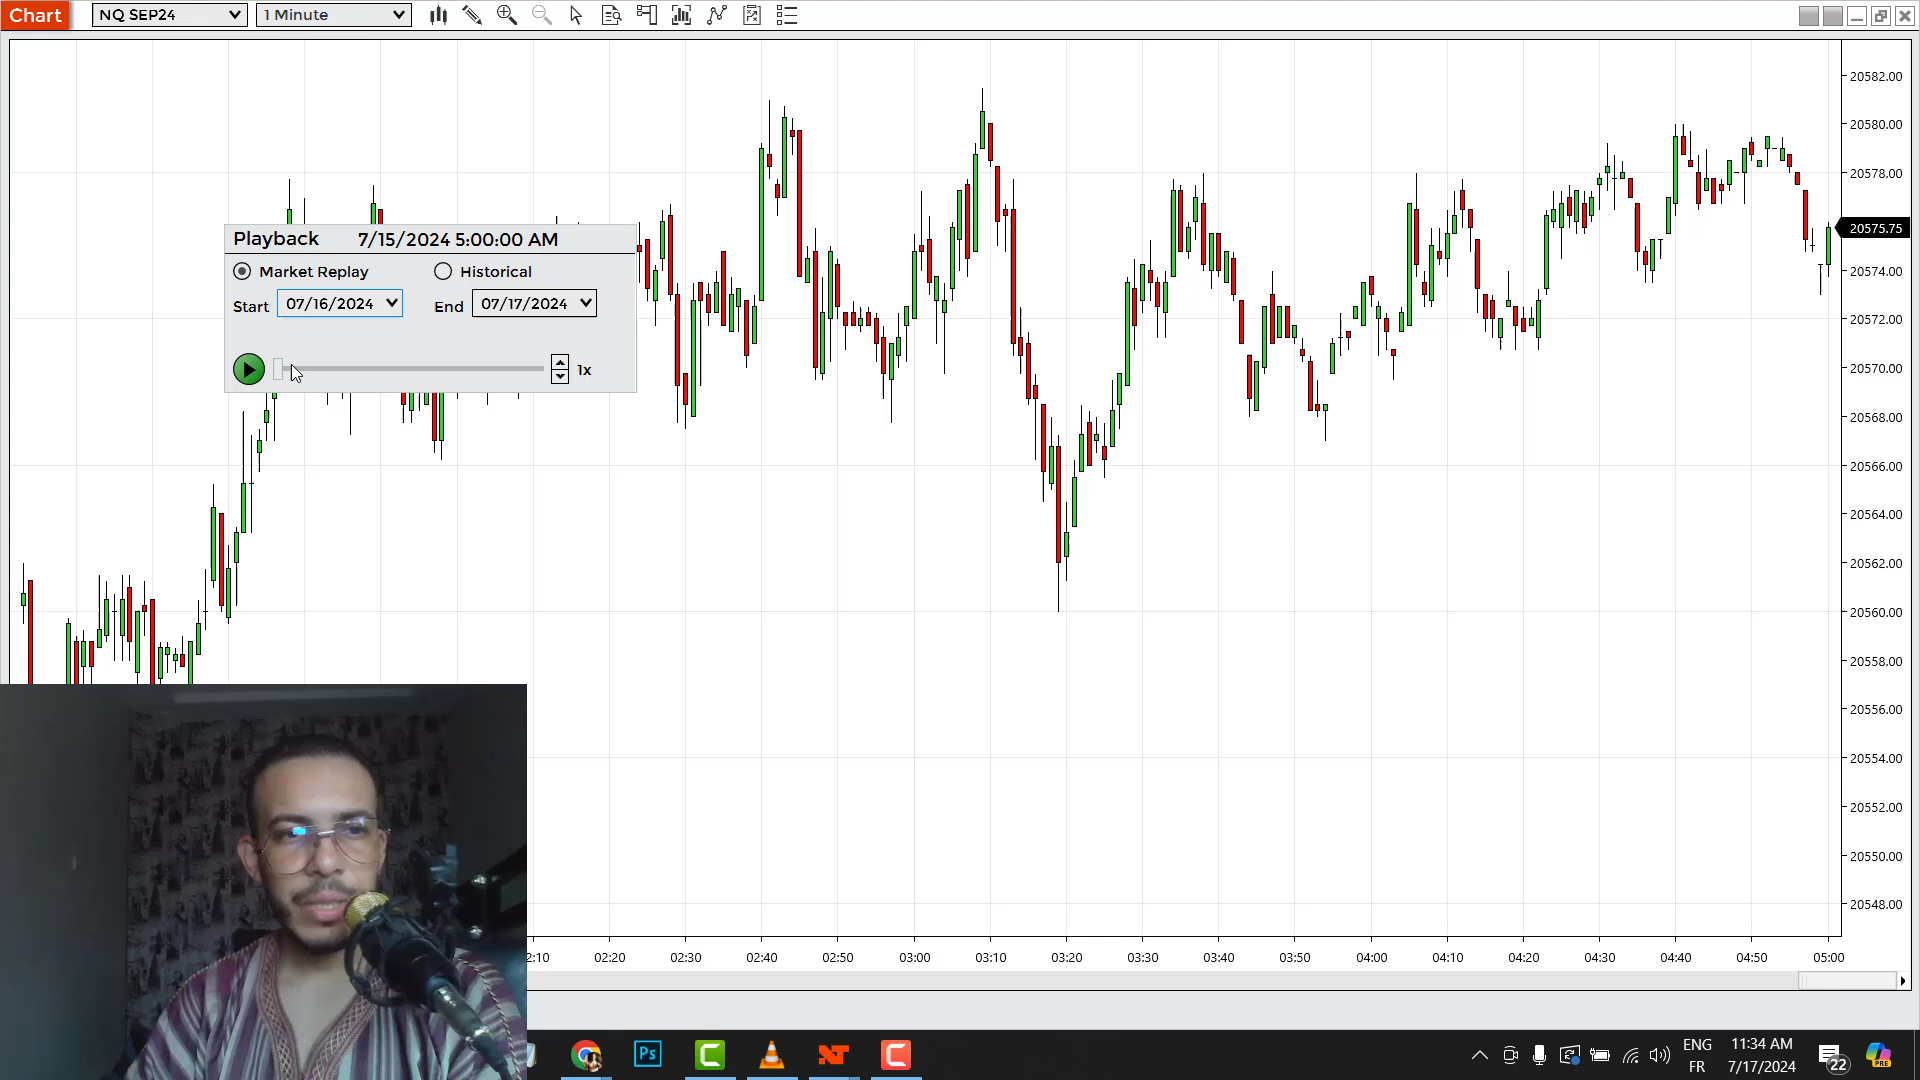 Chart NQ SEP24 1 Minute
20582.00
20580.00
20578.00
20575.75
20574.00
20572.00
20570.00
20568.00
20566.00
20564.00
20562.00
20560.00
20558.00
20556.00
20554.00
20552.00
20550.00
20548.00
Playback 7/15/2024 5:00:00 AM
Market Replay Historical
Start 07/16/2024 End 07/17/2024
1x
2:10 02:20 02:30 02:40 02:50 03:00 03:10 03:20 03:30 03:40 03:50 04:00 04:10 04:20 04:30 04:40 04:50 05:00
Ps
ENG
FR
11:34 AM
7/17/2024
22
PRE